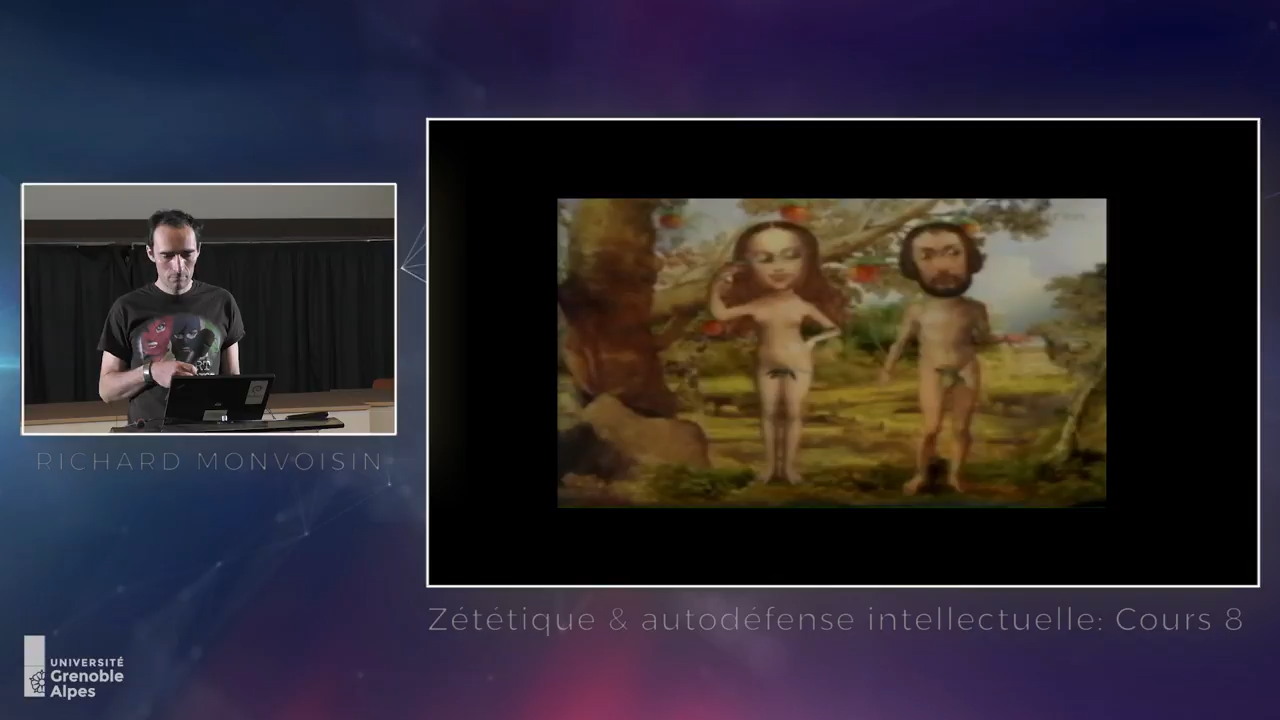 RICHARD MONVOISIN
Zététique & autodéfense intellectuelle: Cours 8
UNIVERSITÉ
Grenoble
Alpes